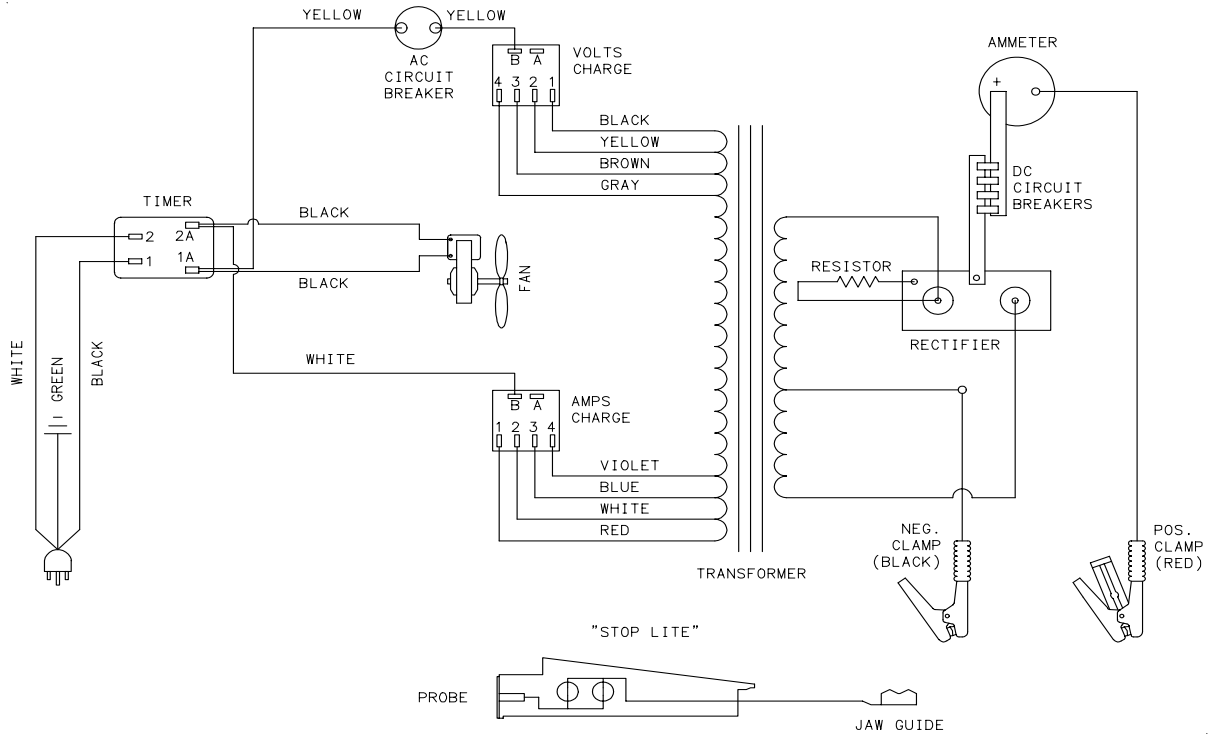 YELLOW
YELLOW
AC
CIRCUIT
BREAKER
B A
4 3 2 1
VOLTS
CHARGE
AMMETER
+
BLACK
YELLOW
BROWN
GRAY
DC
CIRCUIT
BREAKERS
TIMER
2 2A
1 1A
BLACK
BLACK
FAN
RESISTOR
RECTIFIER
WHITE
GREEN
BLACK
WHITE
B A
1 2 3 4
AMPS
CHARGE
VIOLET
BLUE
WHITE
RED
TRANSFORMER
NEG.
CLAMP
(BLACK)
POS.
CLAMP
(RED)
"STOP LITE"
PROBE
JAW GUIDE